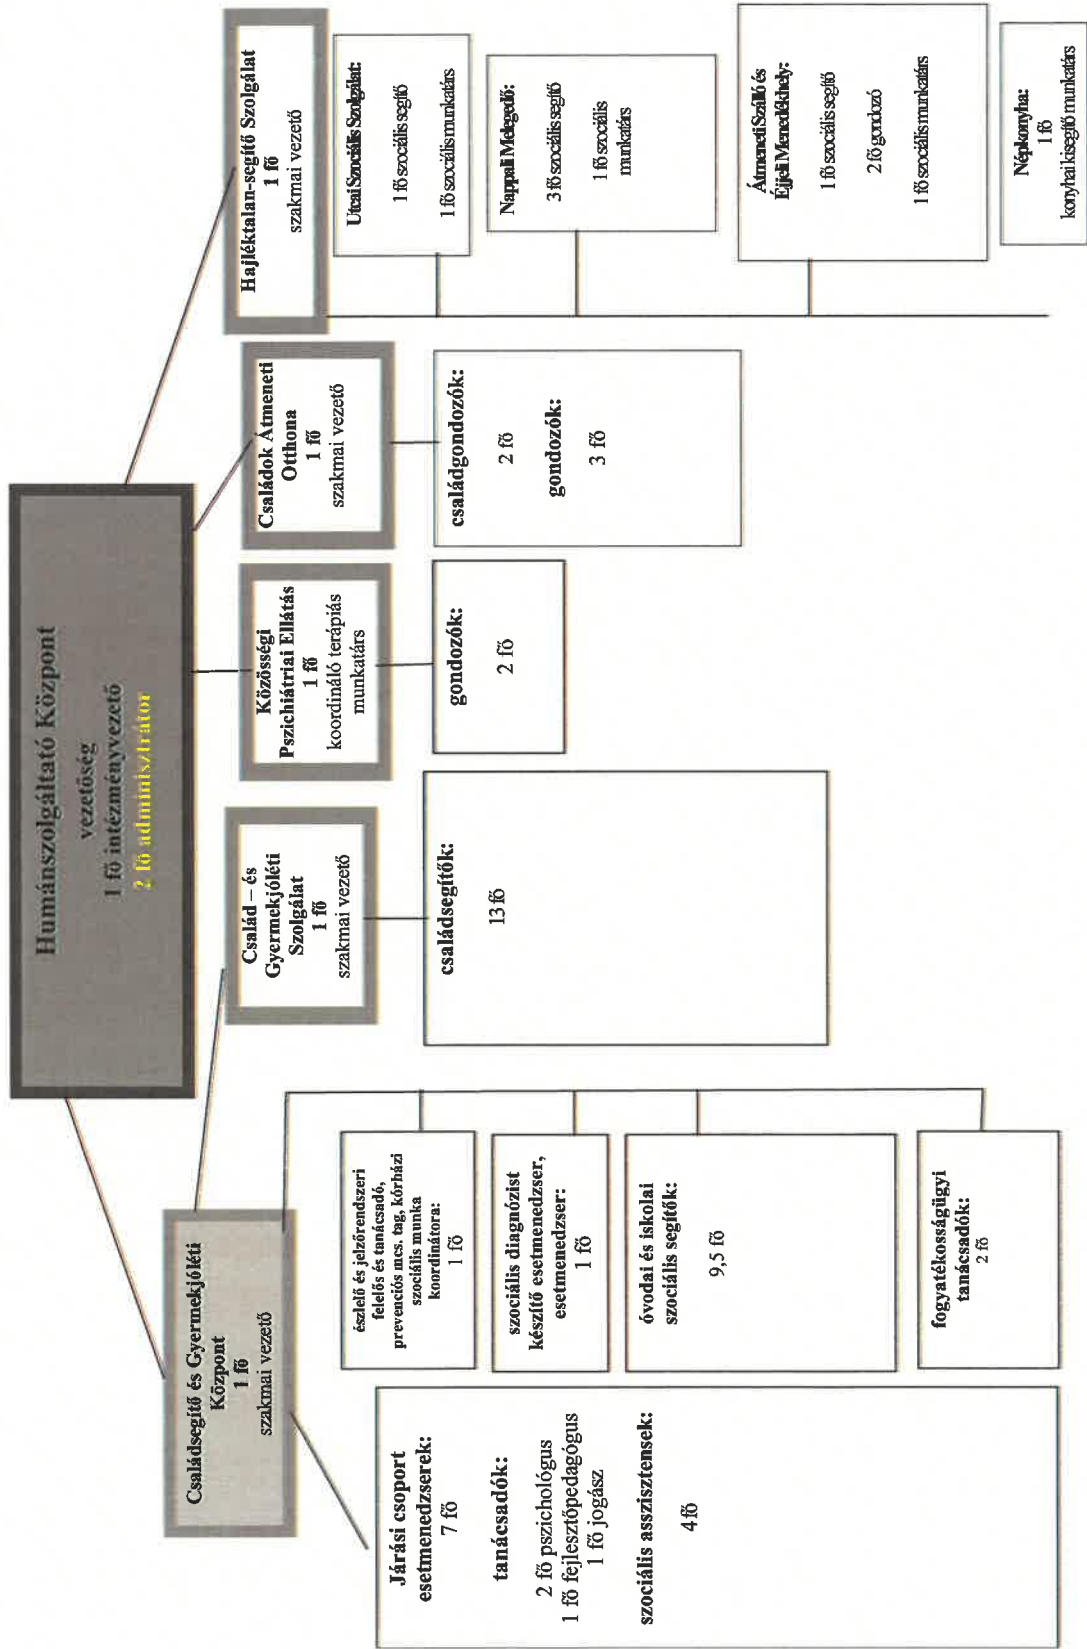 Humánszolgáltató Központ
vezetőség
1 fő intézményvezető
2 fő adminisztrátor
Családsegítő és Gyermekjóléti
Központ
1 fő
szakmai vezető
Járási csoport
esetmenedzserek:
7 fő
tanácsadók:
2 fő pszichológus
1 fő fejlesztőpedagógus
1 fő jogász
szociális asszisztensek:
4 fő
észlelő és jelzőrendszeri
felelős és tanácsadó,
prevenciós mcs. tag, kórházi
szociális munka
koordinátora:
1 fő
szociális diagnózist
készítő esetmenedzser,
esetmenedzser:
1 fő
óvodai és iskolai
szociális segítők:
9,5 fő
fogyatékosságügyi
tanácsadók:
2 fő
Család – és
Gyermekjóléti
Szolgálat
1 fő
szakmai vezető
családsegítők:
13 fő
Közösségi
Pszichiátriai Ellátás
1 fő
koordináló terápiás
munkatárs
gondozók:
2 fő
Családok Átmeneti
Otthona
1 fő
szakmai vezető
családgondozók:
2 fő
gondozók:
3 fő
Hajléktalan-segítő Szolgálat
1 fő
szakmai vezető
Utcai Szociális Szolgálat:
1 fő szociális segítő
1 fő szociális munkatárs
Nappali Melegedő:
3 fő szociális segítő
1 fő szociális
munkatárs
Átmeneti Szálló és
Éjjeli Menedékhely:
1 fő szociális segítő
2 fő gondozó
1 fő szociális munkatárs
Népkonyha:
1 fő
konyhai kisegítő munkatárs